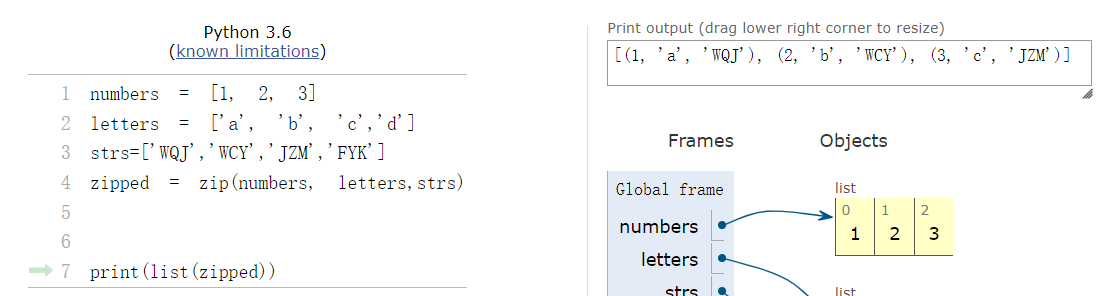 Python 3.6
(known limitations)
1 numbers = [1, 2, 3]
2 letters = ['a', 'b', 'c','d']
3 strs=['WQJ','WCY','JZM','FYK']
4 zipped = zip(numbers, letters,strs)
5
6
7 print(list(zipped))
Print output (drag lower right corner to resize)
[(1, 'a', 'WQJ'), (2, 'b', 'WCY'), (3, 'c', 'JZM')]
Frames Objects
Global frame
numbers
letters
strs
list
0 1 2
1 2 3
list